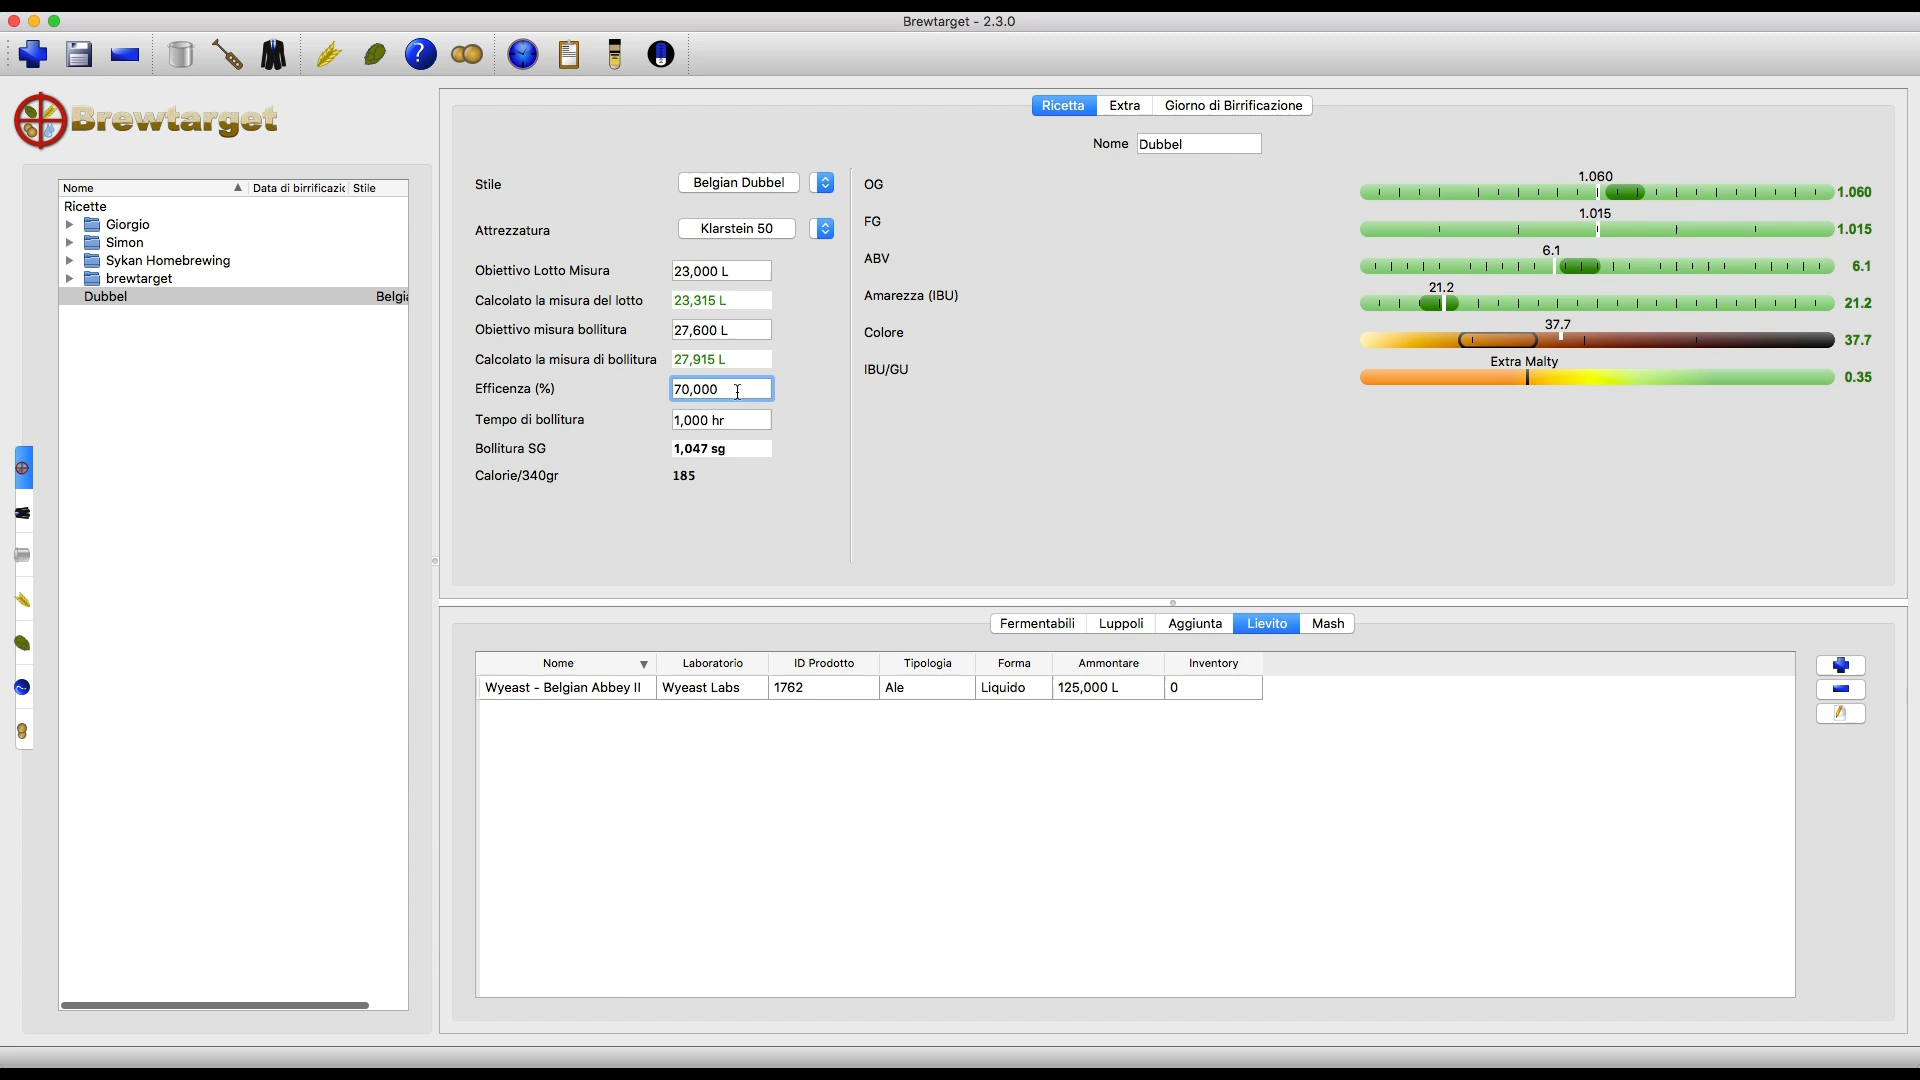 Brewtarget - 2.3.0
Brewtarget
Nome Data di birrificazic Stile
Ricette
Giorgio
Simon
Sykan Homebrewing
brewtarget
Dubbel Belgia
Ricetta Extra Giorno di Birrificazione
Nome Dubbel
Stile Belgian Dubbel
Attrezzatura Klarstein 50
Obiettivo Lotto Misura 23,000 L
Calcolato la misura del lotto 23,315 L
Obiettivo misura bollitura 27,600 L
Calcolato la misura di bollitura 27,915 L
Efficenza (%) 70,000
Tempo di bollitura 1,000 hr
Bollitura SG 1,047 sg
Calorie/340gr 185
OG 1.060 1.060
FG 1.015 1.015
ABV 6.1 6.1
Amarezza (IBU) 21.2 21.2
Colore 37.7 37.7
IBU/GU Extra Malty 0.35
Fermentabili Luppoli Aggiunta Lievito Mash
Nome Laboratorio ID Prodotto Tipologia Forma Ammontare Inventory
Wyeast - Belgian Abbey II Wyeast Labs 1762 Ale Liquido 125,000 L 0